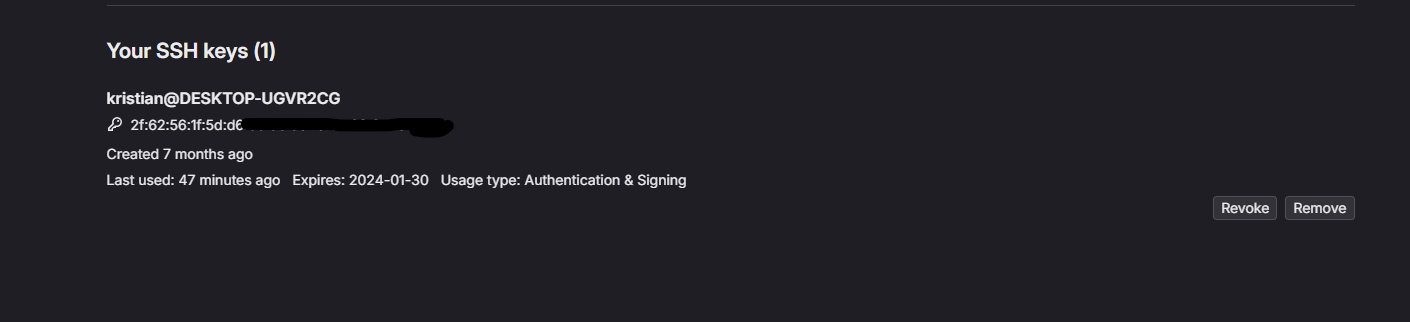 Your SSH keys (1)
kristian@DESKTOP-UGVR2CG
2f:62:56:1f:5d:d6
Created 7 months ago
Last used: 47 minutes ago Expires: 2024-01-30 Usage type: Authentication & Signing
Revoke Remove